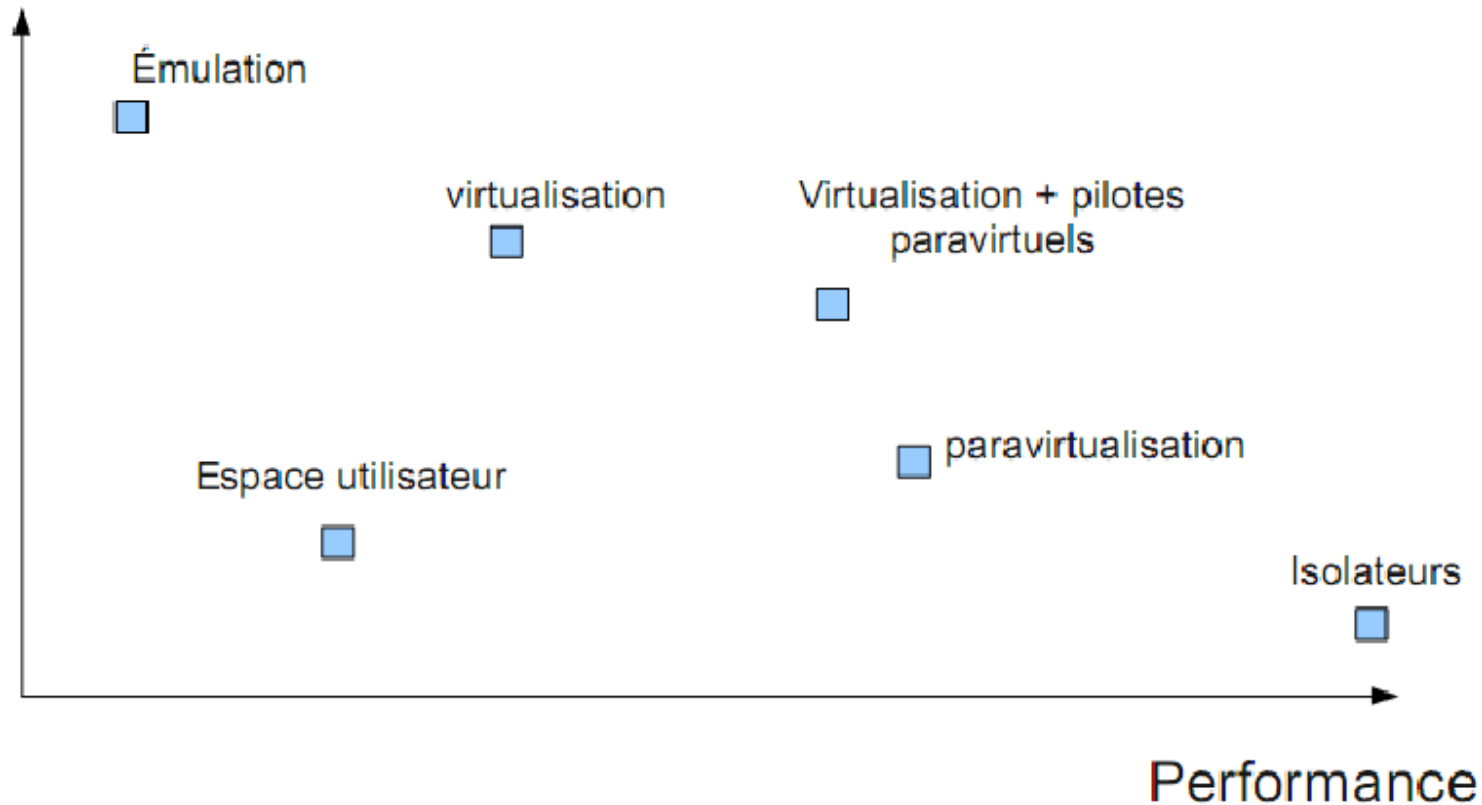 Émulation
virtualisation
Virtualisation + pilotes
paravirtuels
paravirtualisation
Espace utilisateur
Isolateurs
Performance